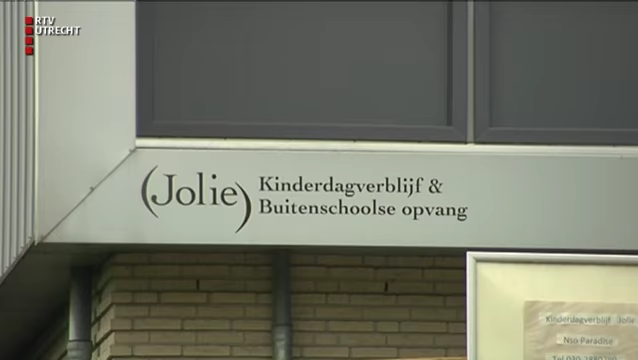 RTV
UTRECHT
(Jolie)
Kinderdagverblijf &
Buitenschoolse opvang
Kinderdagverblijf Jolie
Nso Paradise